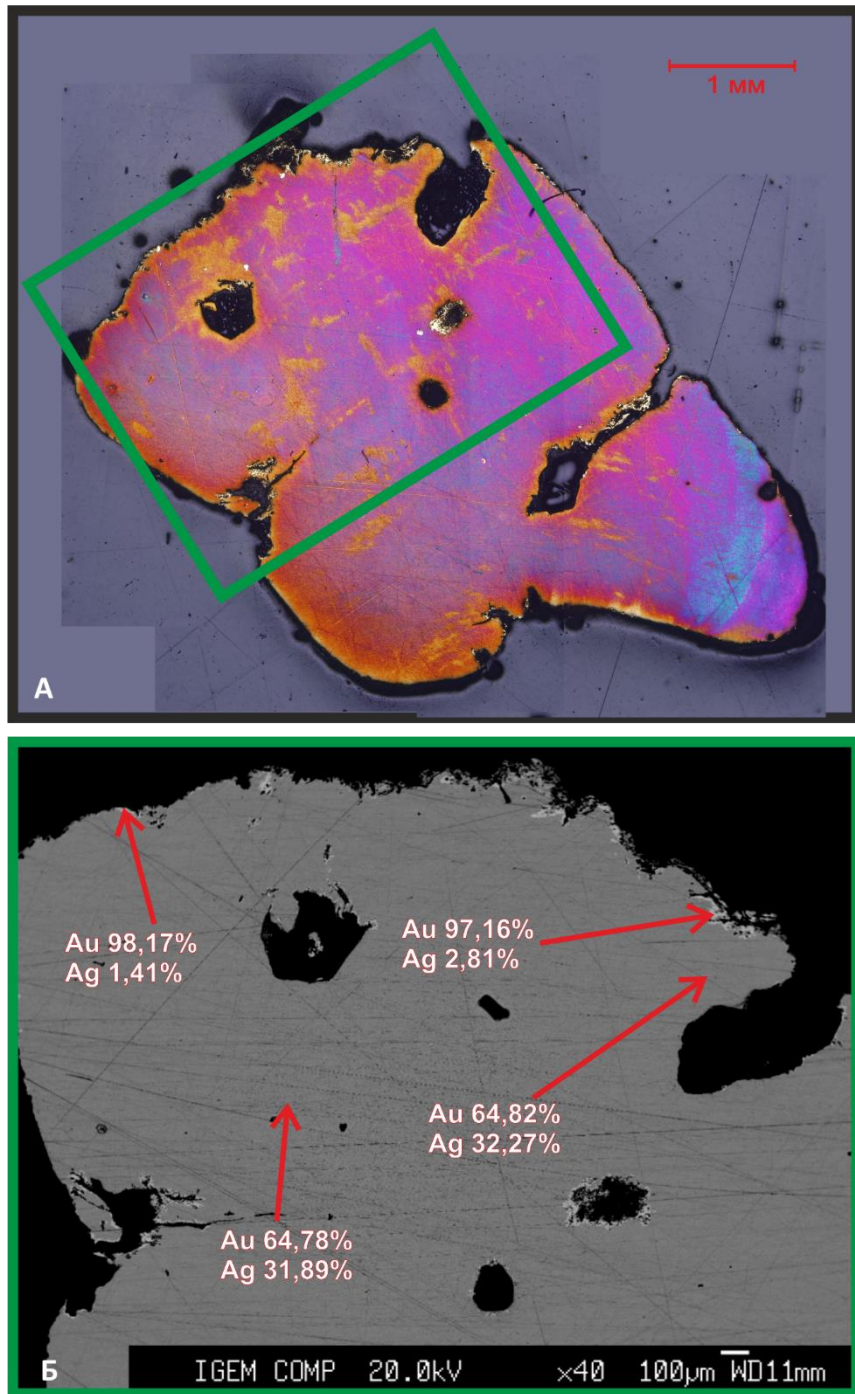 1 мм
А
Au 98,17%
Ag 1,41%
Au 97,16%
Ag 2,81%
Au 64,82%
Ag 32,27%
Au 64,78%
Ag 31,89%
Б
IGEM COMP 20.0kV x40 100µm WD11mm